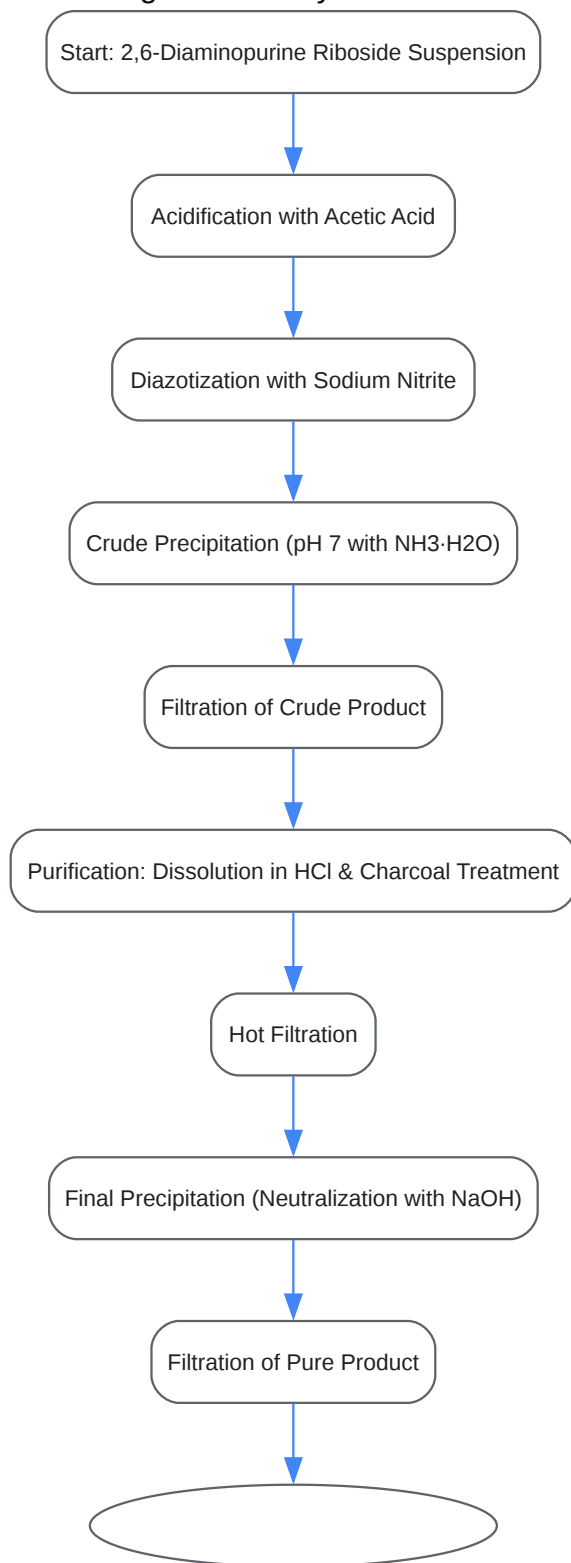 Start: 2,6-Diaminopurine Riboside Suspension
Acidification with Acetic Acid
Diazotization with Sodium Nitrite
Crude Precipitation (pH 7 with NH3·H2O)
Filtration of Crude Product
Purification: Dissolution in HCl & Charcoal Treatment
Hot Filtration
Final Precipitation (Neutralization with NaOH)
Filtration of Pure Product